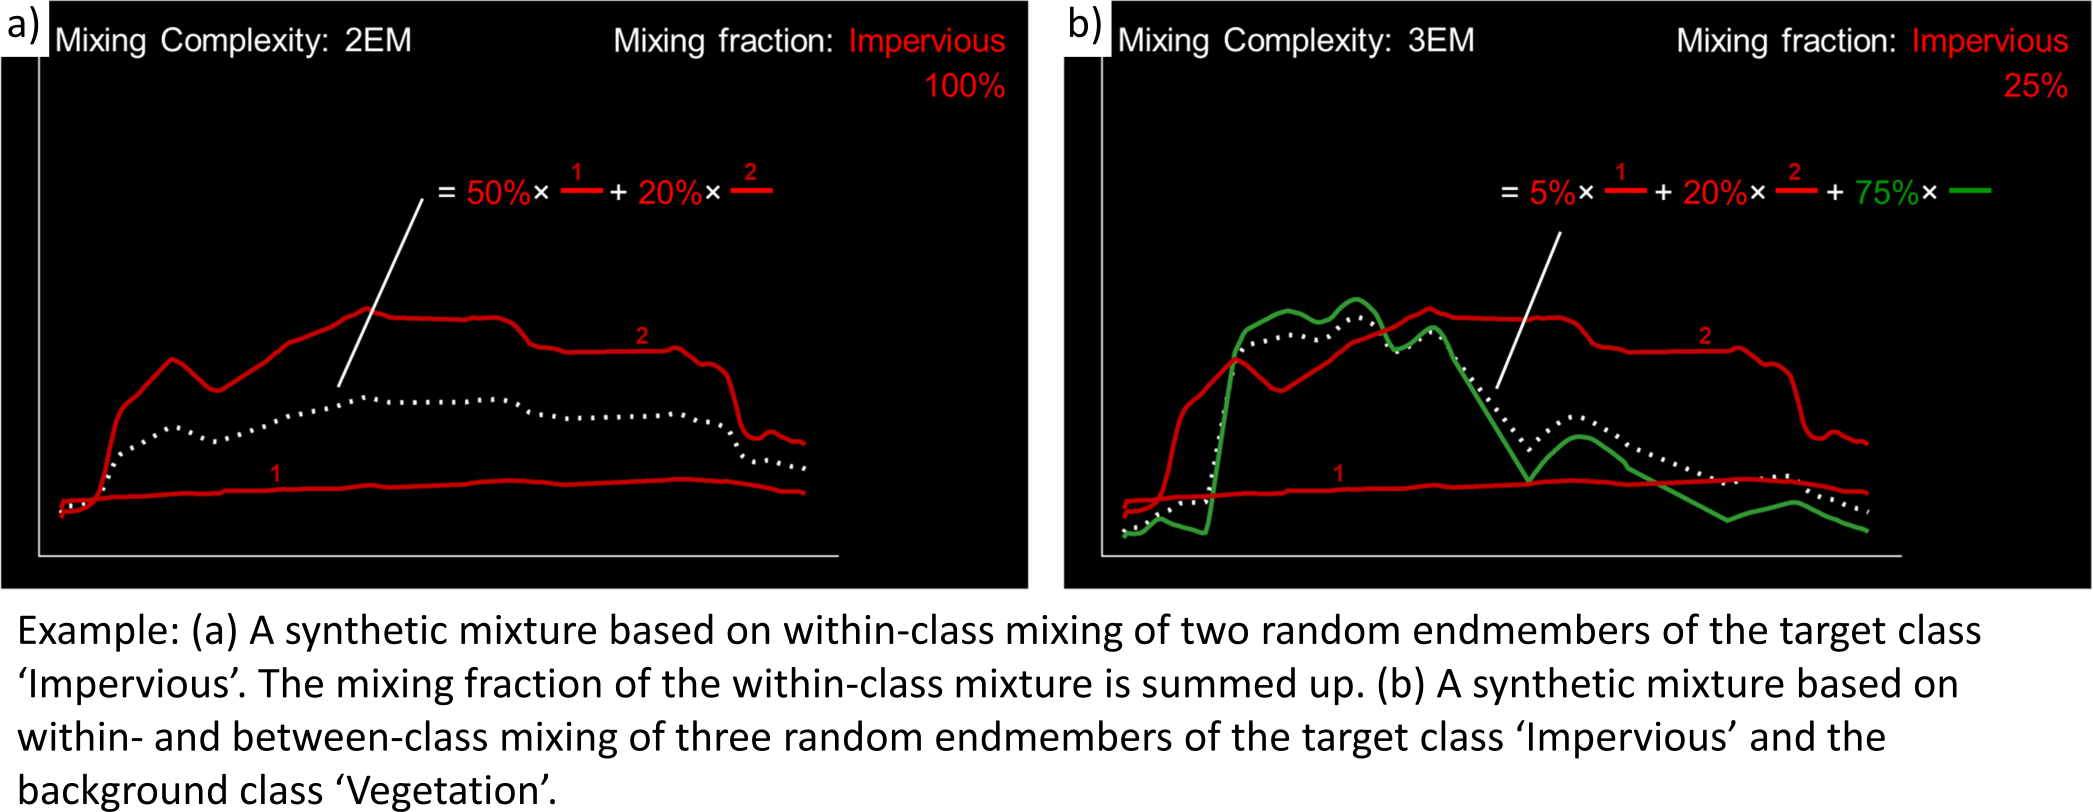 a)
Mixing Complexity: 2EM
Mixing fraction: Impervious
100%
= 50%× 1 + 20%× 2
2
1
b)
Mixing Complexity: 3EM
Mixing fraction: Impervious
25%
= 5%× 1 + 20%× 2 + 75%×
2
1
Example: (a) A synthetic mixture based on within-class mixing of two random endmembers of the target class
‘Impervious’. The mixing fraction of the within-class mixture is summed up. (b) A synthetic mixture based on
within- and between-class mixing of three random endmembers of the target class ‘Impervious’ and the
background class ‘Vegetation’.